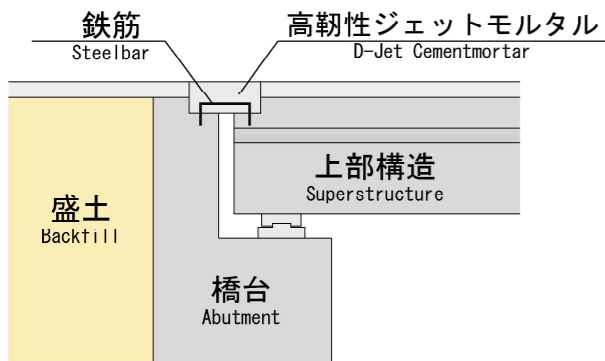 鉄筋
Steelbar
高靭性ジェットモルタル
D-Jet Cementmortar
上部構造
Superstructure
盛土
Backfill
橋台
Abutment